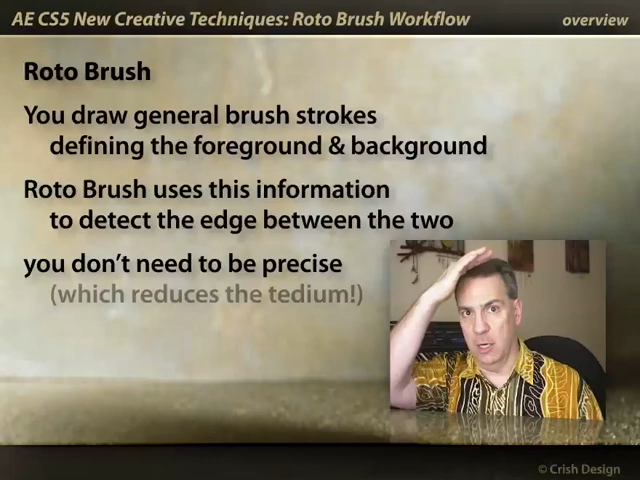 AE CS5 New Creative Techniques: Roto Brush Workflow
overview
Roto Brush
You draw general brush strokes
defining the foreground & background
Roto Brush uses this information
to detect the edge between the two
you don’t need to be precise
(which reduces the tedium!)
© Crish Design